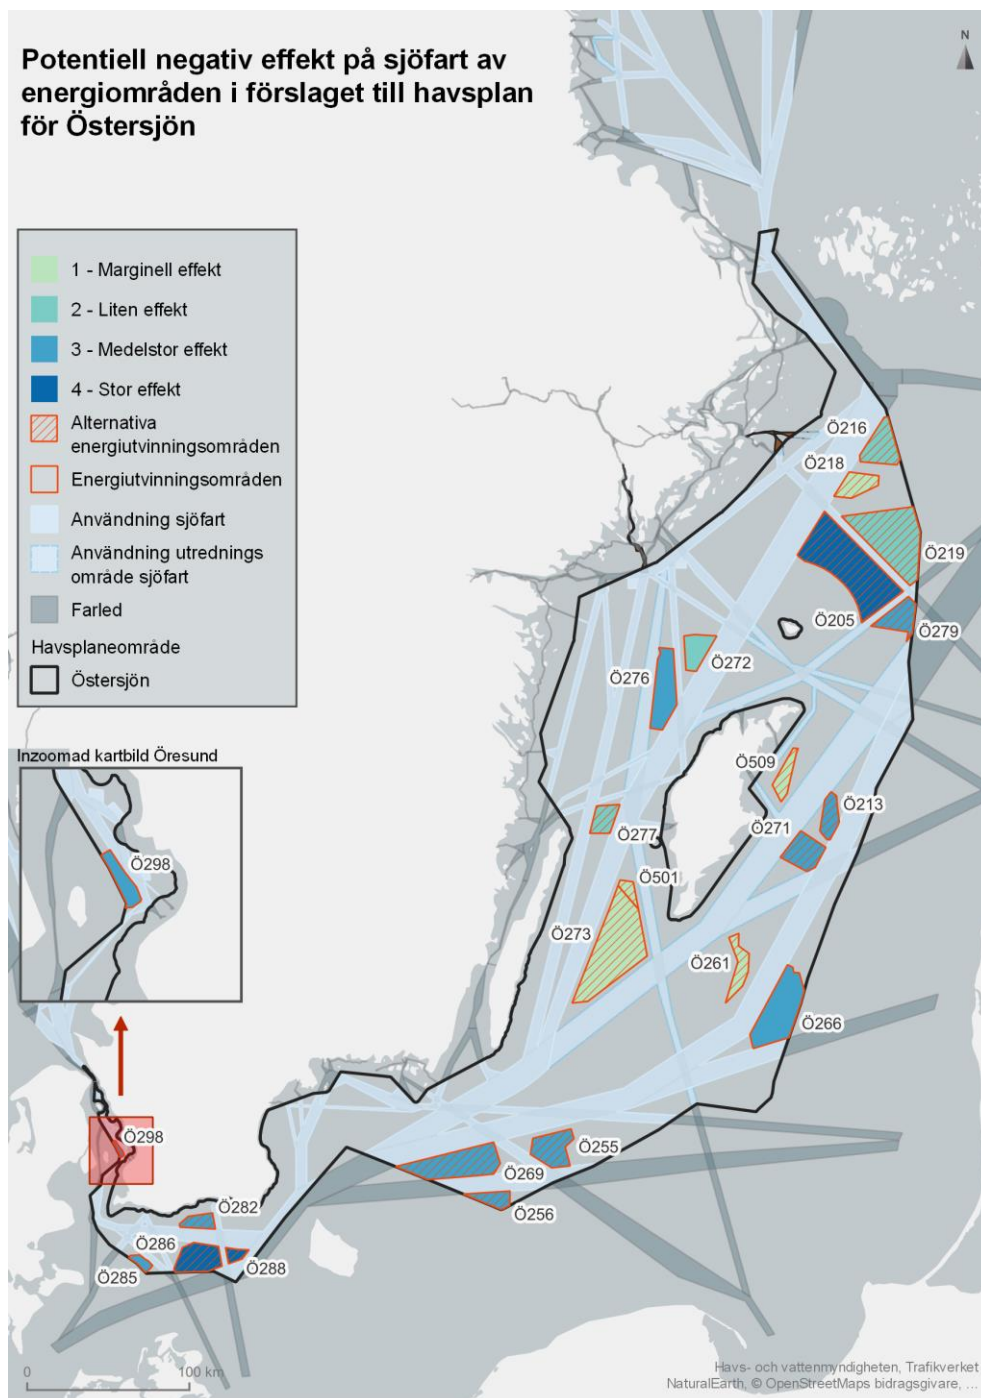 Potentiell negativ effekt på sjöfart av
energiområden i förslaget till havsplan
för Östersjön
N
1 - Marginell effekt
2 - Liten effekt
3 - Medelstor effekt
4 - Stor effekt
Alternativa
energiutvinningsområden
Energiutvinningsområden
Användning sjöfart
Användning utrednings
område sjöfart
Farled
Havsplaneområde
Östersjön
Inzoomad kartbild Öresund
Ö298
Ö216
Ö218
Ö219
Ö205
Ö279
Ö272
Ö276
Ö509
Ö213
Ö271
Ö277
Ö501
Ö273
Ö261
Ö266
Ö298
Ö255
Ö269
Ö256
Ö282
Ö286
Ö285
Ö288
0 100 km
Havs- och vattenmyndigheten, Trafikverket
NaturalEarth, © OpenStreetMaps bidragsgivare, ...